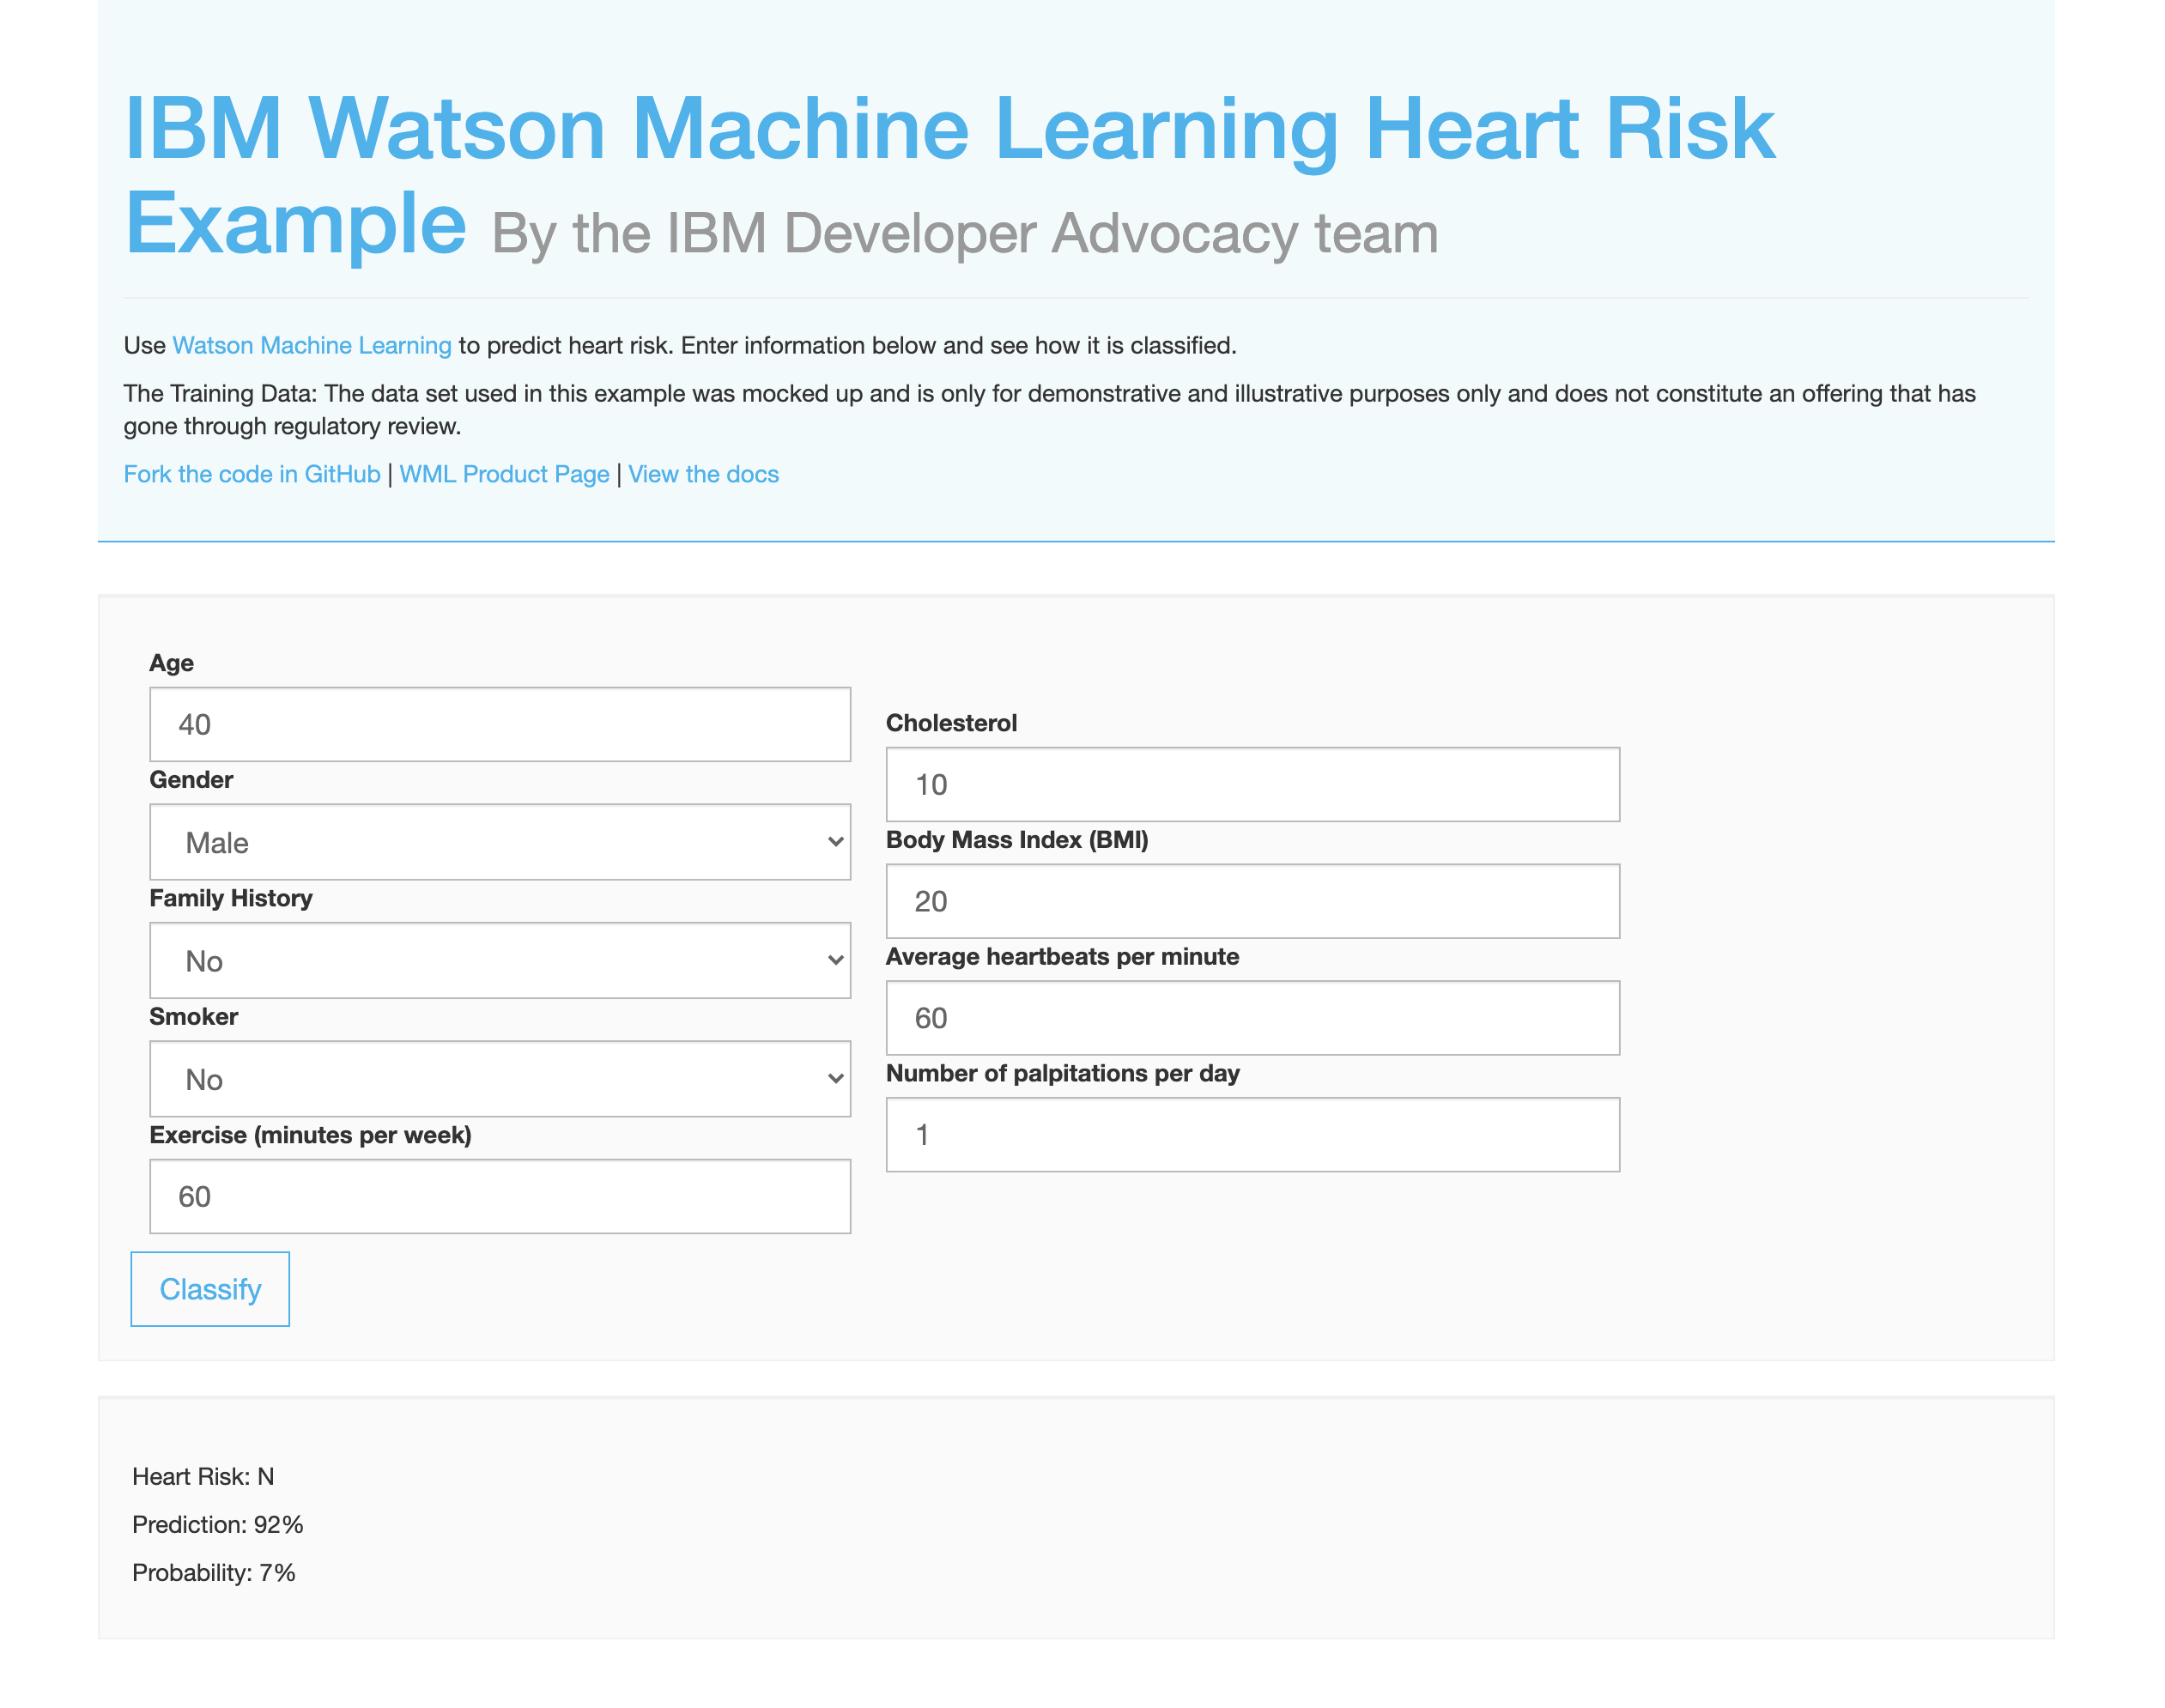 IBM Watson Machine Learning Heart Risk
Example By the IBM Developer Advocacy team
Use Watson Machine Learning to predict heart risk. Enter information below and see how it is classified.
The Training Data: The data set used in this example was mocked up and is only for demonstrative and illustrative purposes only and does not constitute an offering that has
gone through regulatory review.
Fork the code in GitHub | WML Product Page | View the docs
Age
40
Gender
Male
Family History
No
Smoker
No
Exercise (minutes per week)
60
Cholesterol
10
Body Mass Index (BMI)
20
Average heartbeats per minute
60
Number of palpitations per day
1
Classify
Heart Risk: N
Prediction: 92%
Probability: 7%